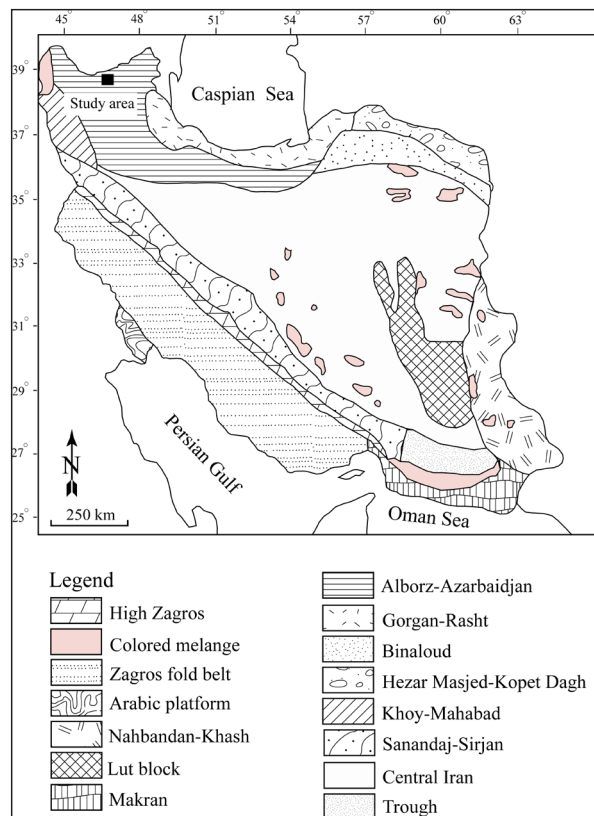 45° 48° 51° 54° 57° 60° 63°
39°
37°
35°
33°
31°
29°
27°
25°
Caspian Sea
Study area
Persian Gulf
Oman Sea
N
250 km
Legend
High Zagros
Colored melange
Zagros fold belt
Arabic platform
Nahbandan-Khash
Lut block
Makran
Alborz-Azarbaidjan
Gorgan-Rasht
Binaloud
Hezar Masjed-Kopet Dagh
Khoy-Mahabad
Sanandaj-Sirjan
Central Iran
Trough